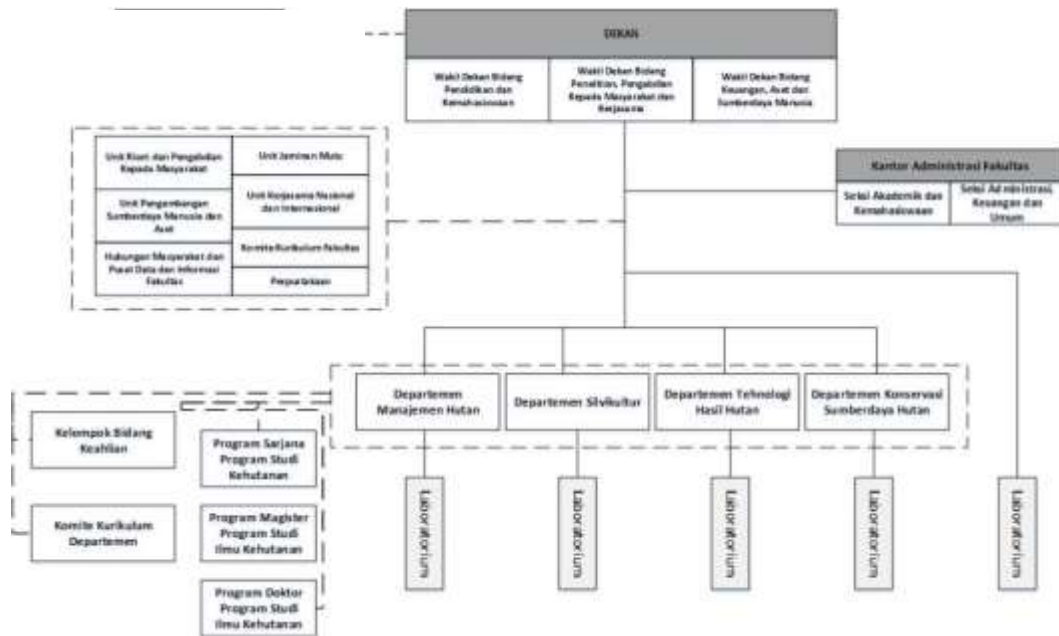 DEKAN
Wakil Dekan Bidang
Pendidikan dan
Kemahasiswaan
Wakil Dekan Bidang
Penelitian, Pengabdian
Kepada Masyarakat dan
Kerjasama
Wakil Dekan Bidang
Keuangan, Aset dan
Sumberdaya Manusia
Unit Riset dan Pengabdian
Kepada Masyarakat
Unit Jaminan Mutu
Unit Pengembangan
Sumberdaya Manusia dan
Aset
Unit Kerjasama Nasional
dan Internasional
Hubungan Masyarakat dan
Pusat Data dan Informasi
Fakultas
Komite Kurikulum Fakultas
Perpustakaan
Kantor Administrasi Fakultas
Seksi Akademik dan
Kemahasiswaan
Seksi Administrasi
Keuangan dan
Umum
Departemen
Manajemen Hutan
Departemen Silvikultur
Departemen Tehnologi
Hasil Hutan
Departemen Konservasi
Sumberdaya Hutan
Kelompok Bidang
Keahlian
Program Sarjana
Program Studi
Kehutanan
Komite Kurikulum
Departemen
Program Magister
Program Studi
Ilmu Kehutanan
Program Doktor
Program Studi
Ilmu Kehutanan
Laboratorium
Laboratorium
Laboratorium
Laboratorium
Laboratorium